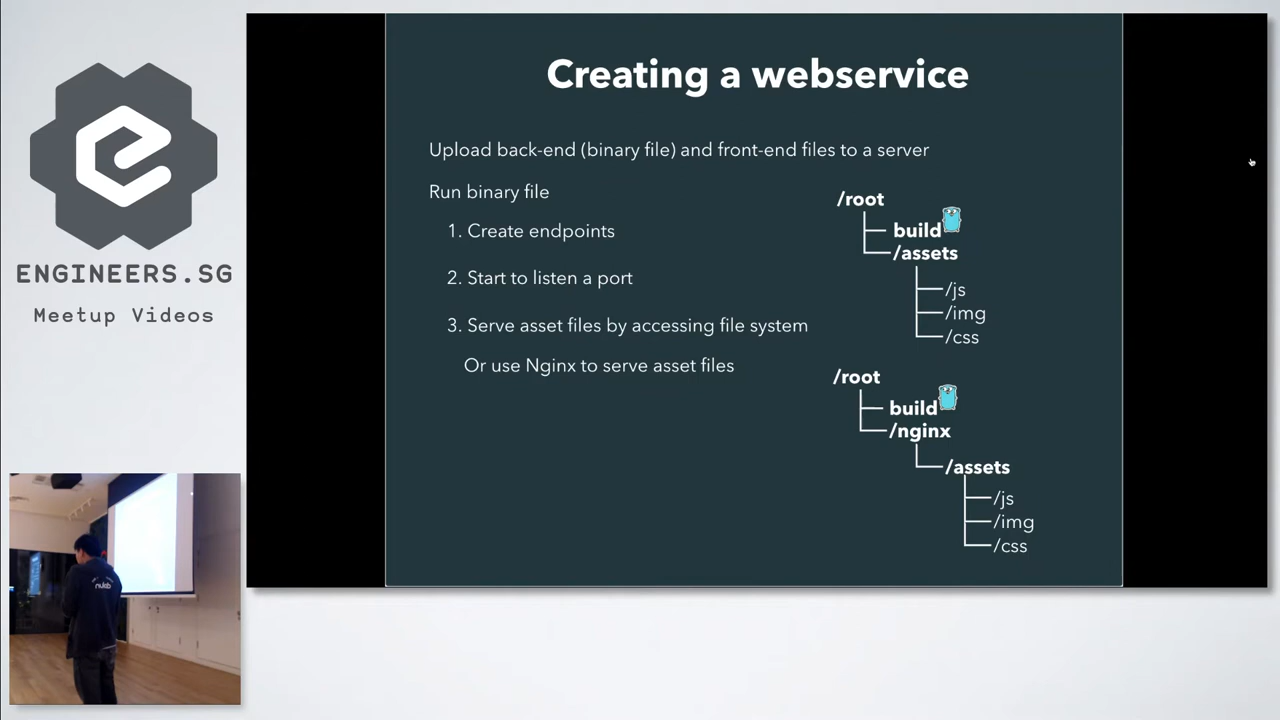 ENGINEERS.SG
Meetup Videos
Creating a webservice
Upload back-end (binary file) and front-end files to a server
Run binary file
1. Create endpoints
2. Start to listen a port
3. Serve asset files by accessing file system
Or use Nginx to serve asset files
/root
build
/assets
/js
/img
/css
/root
build
/nginx
/assets
/js
/img
/css
nulab